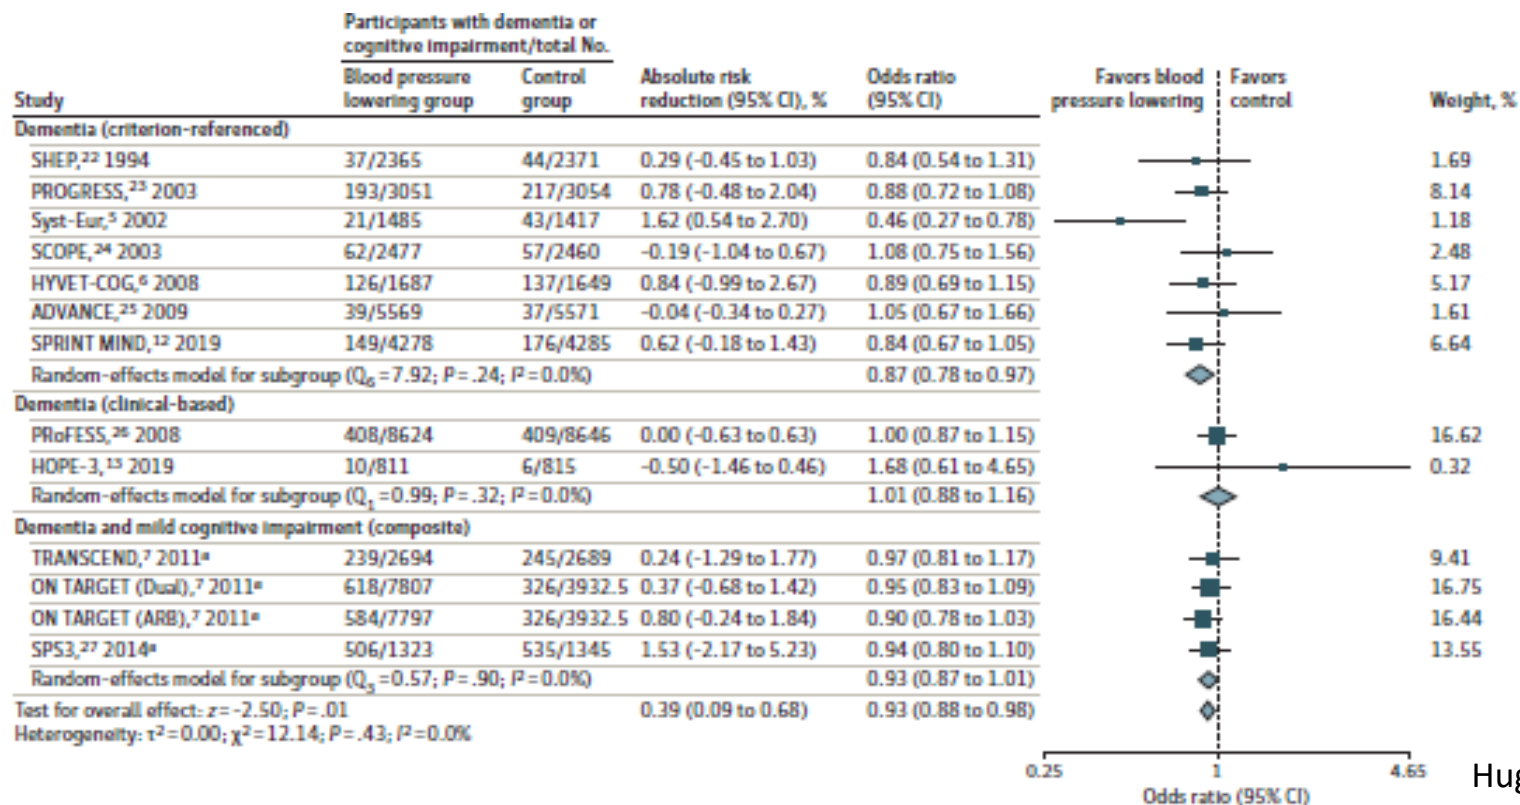 Participants with dementia or
cognitive impairment/total No.
Study Blood pressure lowering group Control group Absolute risk reduction (95% CI), % Odds ratio (95% CI) Favors blood pressure lowering Favors control Weight, %
Dementia (criterion-referenced)
SHEP,²² 1994 37/2365 44/2371 0.29 (-0.45 to 1.03) 0.84 (0.54 to 1.31) 1.69
PROGRESS,²³ 2003 193/3051 217/3054 0.78 (-0.48 to 2.04) 0.88 (0.72 to 1.08) 8.14
Syst-Eur,⁵ 2002 21/1485 43/1417 1.62 (0.54 to 2.70) 0.46 (0.27 to 0.78) 1.18
SCOPE,²⁴ 2003 62/2477 57/2460 -0.19 (-1.04 to 0.67) 1.08 (0.75 to 1.56) 2.48
HYVET-COG,⁶ 2008 126/1687 137/1649 0.84 (-0.99 to 2.67) 0.89 (0.69 to 1.15) 5.17
ADVANCE,²⁵ 2009 39/5569 37/5571 -0.04 (-0.34 to 0.27) 1.05 (0.67 to 1.66) 1.61
SPRINT MIND,¹² 2019 149/4278 176/4285 0.62 (-0.18 to 1.43) 0.84 (0.67 to 1.05) 6.64
Random-effects model for subgroup (Q₆ = 7.92; P = .24; I² = 0.0%) 0.87 (0.78 to 0.97)
Dementia (clinical-based)
PRoFESS,²⁶ 2008 408/8624 409/8646 0.00 (-0.63 to 0.63) 1.00 (0.87 to 1.15) 16.62
HOPE-3,¹³ 2019 10/811 6/815 -0.50 (-1.46 to 0.46) 1.68 (0.61 to 4.65) 0.32
Random-effects model for subgroup (Q₁ = 0.99; P = .32; I² = 0.0%) 1.01 (0.88 to 1.16)
Dementia and mild cognitive impairment (composite)
TRANSCEND,⁷ 2011ᵃ 239/2694 245/2689 0.24 (-1.29 to 1.77) 0.97 (0.81 to 1.17) 9.41
ON TARGET (Dual),⁷ 2011ᵃ 618/7807 326/3932.5 0.37 (-0.68 to 1.42) 0.95 (0.83 to 1.09) 16.75
ON TARGET (ARB),⁷ 2011ᵃ 584/7797 326/3932.5 0.80 (-0.24 to 1.84) 0.90 (0.78 to 1.03) 16.44
SPS3,²⁷ 2014ᵃ 506/1323 535/1345 1.53 (-2.17 to 5.23) 0.94 (0.80 to 1.10) 13.55
Random-effects model for subgroup (Q₃ = 0.57; P = .90; I² = 0.0%) 0.93 (0.87 to 1.01)
Test for overall effect: z = -2.50; P = .01 0.39 (0.09 to 0.68) 0.93 (0.88 to 0.98)
Heterogeneity: τ² = 0.00; χ² = 12.14; P = .43; I² = 0.0%
0.25 1 4.65
Odds ratio (95% CI)